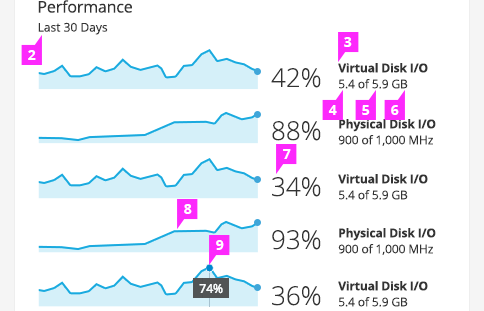 Performance
Last 30 Days
2
3
42%
Virtual Disk I/O
5.4 of 5.9 GB
4
5
6
88%
Physical Disk I/O
900 of 1,000 MHz
7
34%
Virtual Disk I/O
5.4 of 5.9 GB
8
93%
Physical Disk I/O
900 of 1,000 MHz
9
74%
36%
Virtual Disk I/O
5.4 of 5.9 GB